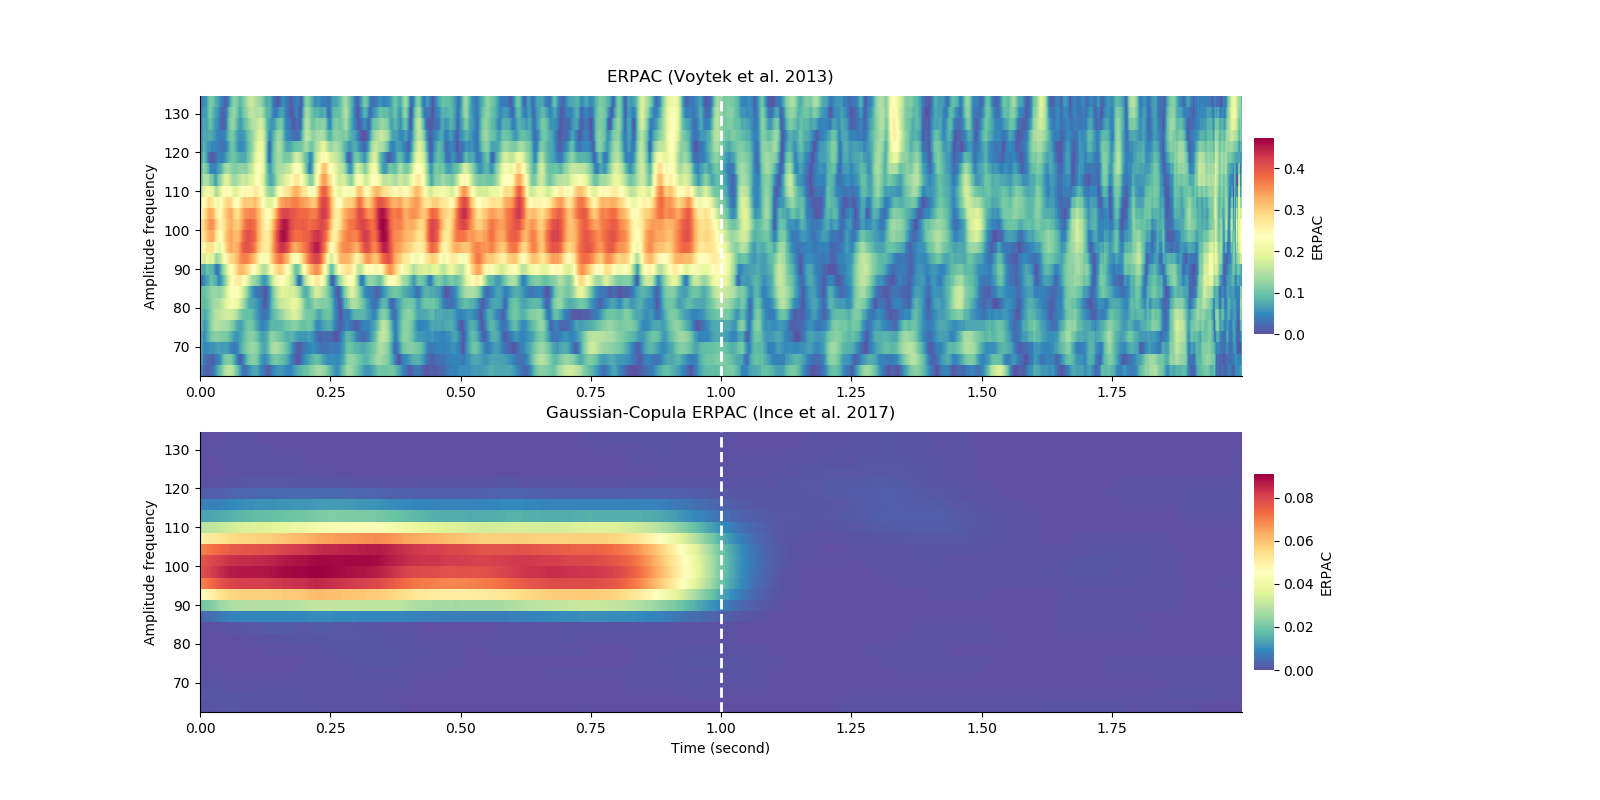 ERPAC (Voytek et al. 2013)
Amplitude frequency
130
120
110
100
90
80
70
0.00 0.25 0.50 0.75 1.00 1.25 1.50 1.75
0.4
0.3
0.2
0.1
0.0
ERPAC
Gaussian-Copula ERPAC (Ince et al. 2017)
Amplitude frequency
130
120
110
100
90
80
70
0.00 0.25 0.50 0.75 1.00 1.25 1.50 1.75
Time (second)
0.08
0.06
0.04
0.02
0.00
ERPAC